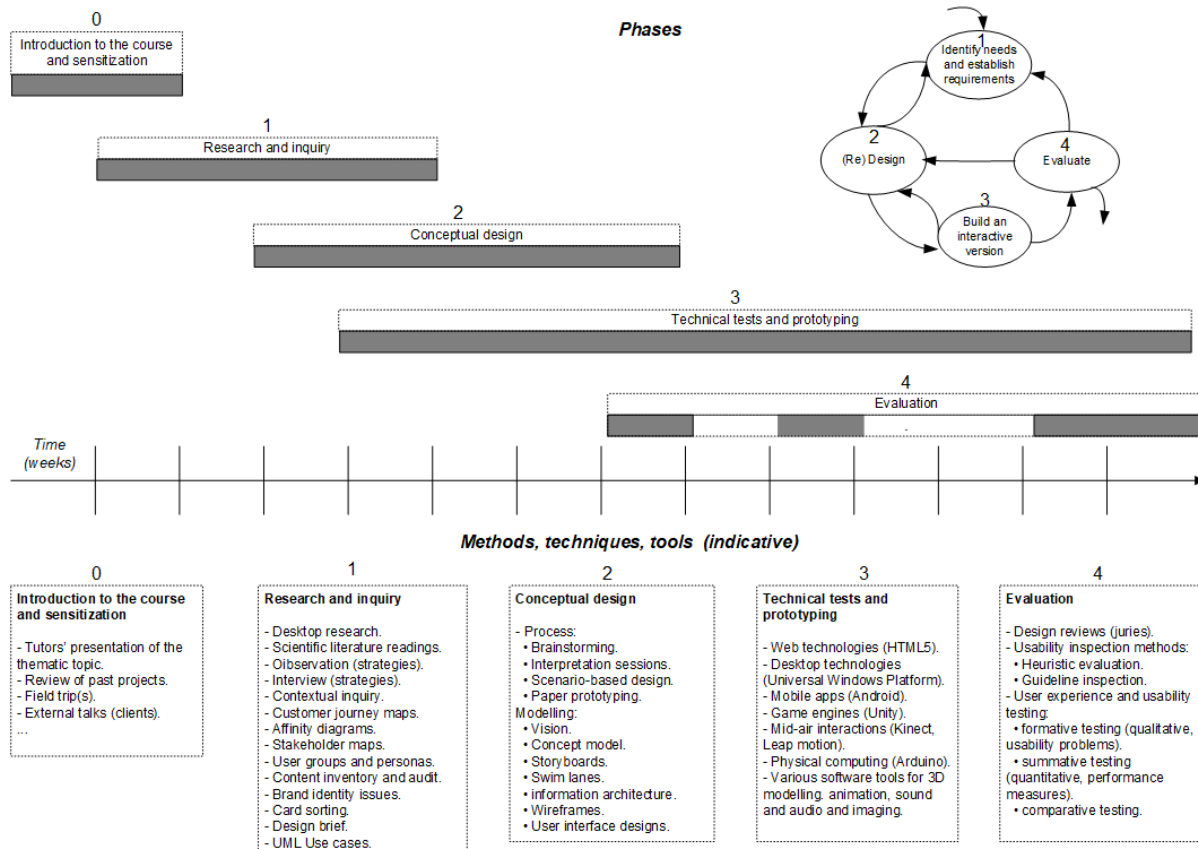 0
Introduction to the course
and sensitization
Phases
1
Identify needs
and establish
requirements
2
(Re) Design
4
Evaluate
3
Build an
interactive
version
1
Research and inquiry
2
Conceptual design
3
Technical tests and prototyping
4
Evaluation
.
Time
(weeks)
Methods, techniques, tools (indicative)
0
Introduction to the course
and sensitization
- Tutors' presentation of the
thematic topic.
- Review of past projects.
- Field trip(s).
- External talks (clients).
...
1
Research and inquiry
- Desktop research.
- Scientific literature readings.
- Oibservation (strategies).
- Interview (strategies).
- Contextual inquiry.
- Customer journey maps.
- Affinity diagrams.
- Stakeholder maps.
- User groups and personas.
- Content inventory and audit.
- Brand identity issues.
- Card sorting.
- Design brief.
- UML Use cases.
2
Conceptual design
- Process:
• Brainstorming.
• Interpretation sessions.
• Scenario-based design.
• Paper prototyping.
Modelling:
• Vision.
• Concept model.
• Storyboards.
• Swim lanes.
• information architecture.
• Wireframes.
• User interface designs.
3
Technical tests and
prototyping
- Web technologies (HTML5).
- Desktop technologies
(Universal Windows Platform).
- Mobile apps (Android).
- Game engines (Unity).
- Mid-air interactions (Kinect,
Leap motion).
- Physical computing (Arduino).
- Various software tools for 3D
modelling. animation, sound
and audio and imaging.
4
Evaluation
- Design reviews (juries).
- Usability inspection methods:
• Heuristic evaluation.
• Guideline inspection.
- User experience and usability
testing:
• formative testing (qualitative,
usability problems).
• summative testing
(quantitative, performance
measures).
• comparative testing.